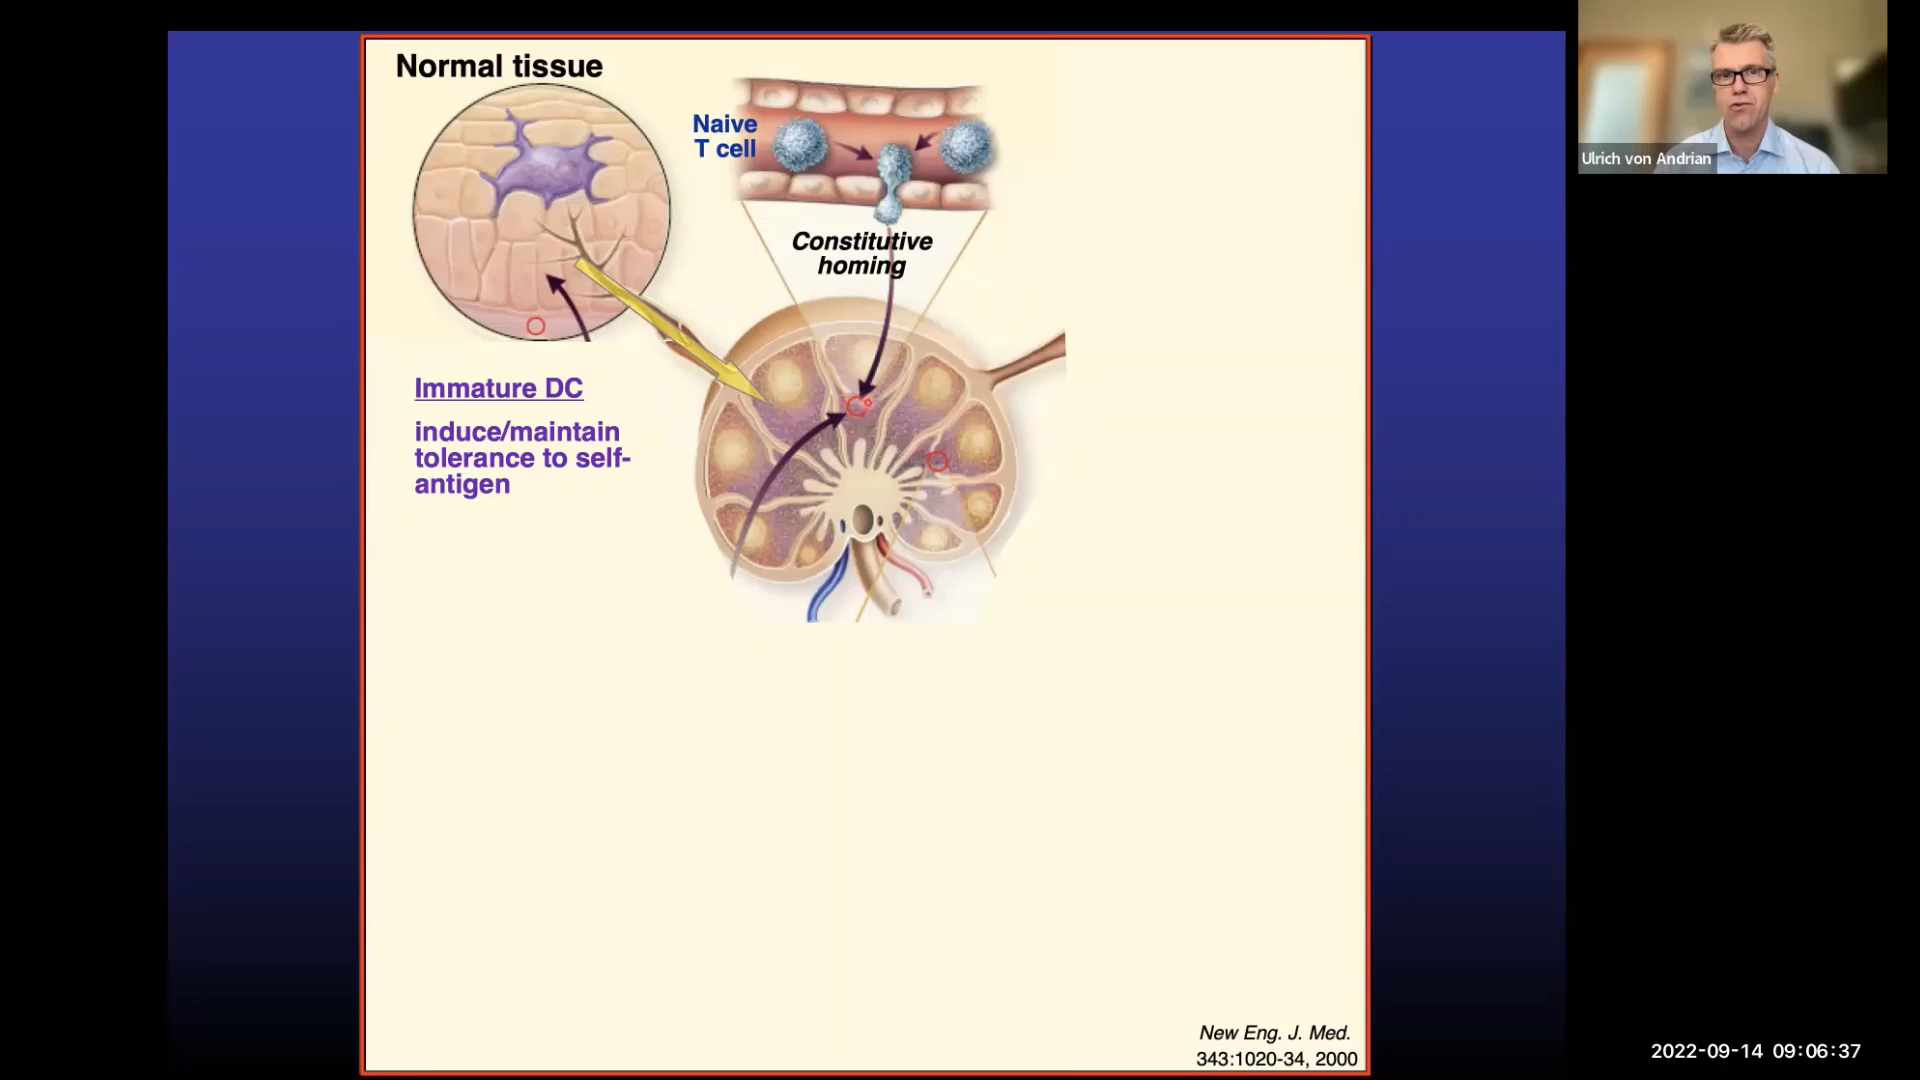 Normal tissue
Naive
T cell
Constitutive
homing
Immature DC
induce/maintain
tolerance to self-
antigen
New Eng. J. Med.
343:1020-34, 2000
Ulrich von Andrian
2022-09-14 09:06:37